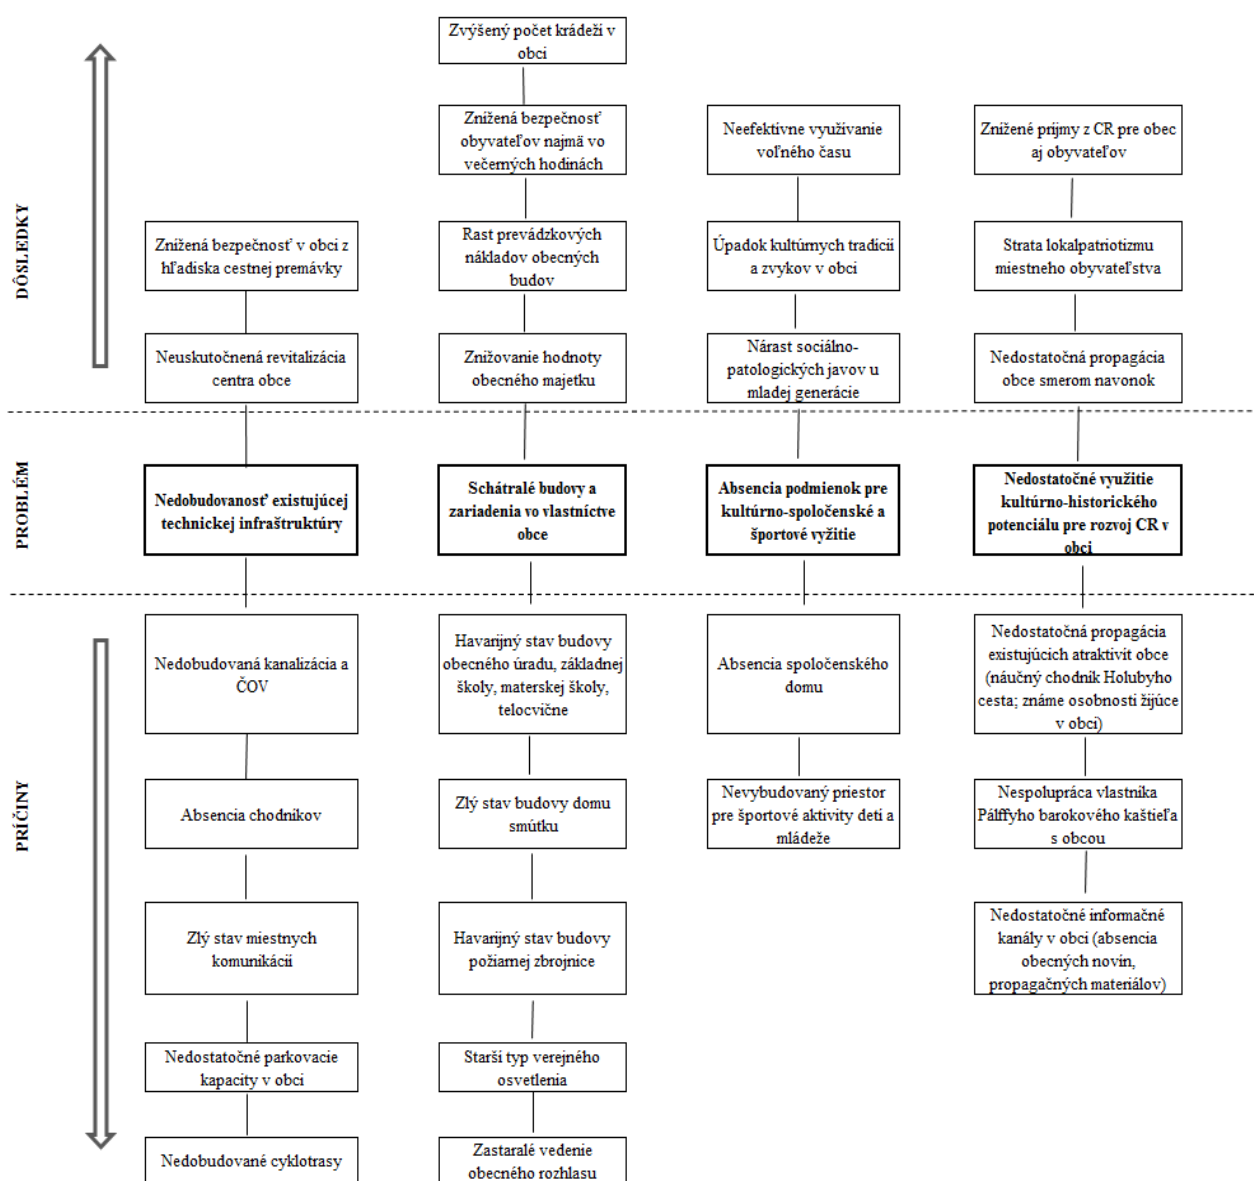 DÔSLEDKY
Zvýšený počet krádeží v
obci
Znížená bezpečnosť
obyvateľov najmä vo
večerných hodinách
Neefektívne využívanie
voľného času
Znížené príjmy z CR pre obec
aj obyvateľov
Znížená bezpečnosť v obci z
hľadiska cestnej premávky
Rast prevádzkových
nákladov obecných
budov
Úpadok kultúrnych tradícií
a zvykov v obci
Strata lokalpatriotizmu
miestneho obyvateľstva
Neuskutočnená revitalizácia
centra obce
Znižovanie hodnoty
obecného majetku
Nárast sociálno-
patologických javov u
mladej generácie
Nedostatočná propagácia
obce smerom navonok
PROBLÉM
Nedobudovanosť existujúcej
technickej infraštruktúry
Schátralé budovy a
zariadenia vo vlastníctve
obce
Absencia podmienok pre
kultúrno-spoločenské a
športové vyžitie
Nedostatočné využitie
kultúrno-historického
potenciálu pre rozvoj CR v
obci
PRÍČINY
Nedobudovaná kanalizácia a
ČOV
Havarijný stav budovy
obecného úradu, základnej
školy, materskej školy,
telocvične
Absencia spoločenského
domu
Nedostatočná propagácia
existujúcich atraktivít obce
(náučný chodník Holubyho
cesta; známe osobnosti žijúce
v obci)
Absencia chodníkov
Zlý stav budovy domu
smútku
Nevybudovaný priestor
pre športové aktivity detí a
mládeže
Nespolupráca vlastníka
Pálffyho barokového kaštieľa
s obcou
Zlý stav miestnych
komunikácií
Havarijný stav budovy
požiarnej zbrojnice
Nedostatočné informačné
kanály v obci (absencia
obecných novín,
propagačných materiálov)
Nedostatočné parkovacie
kapacity v obci
Starší typ verejného
osvetlenia
Nedobudované cyklotrasy
Zastaralé vedenie
obecného rozhlasu